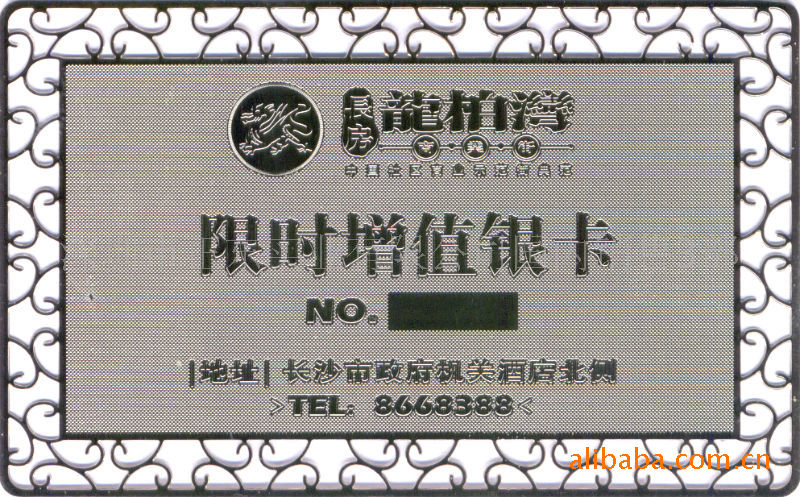 長房 龍柏灣
限时增值银卡
NO.
|地址| 长沙市政府机关酒店北侧
>TEL: 8668388<
alibaba.com.cn